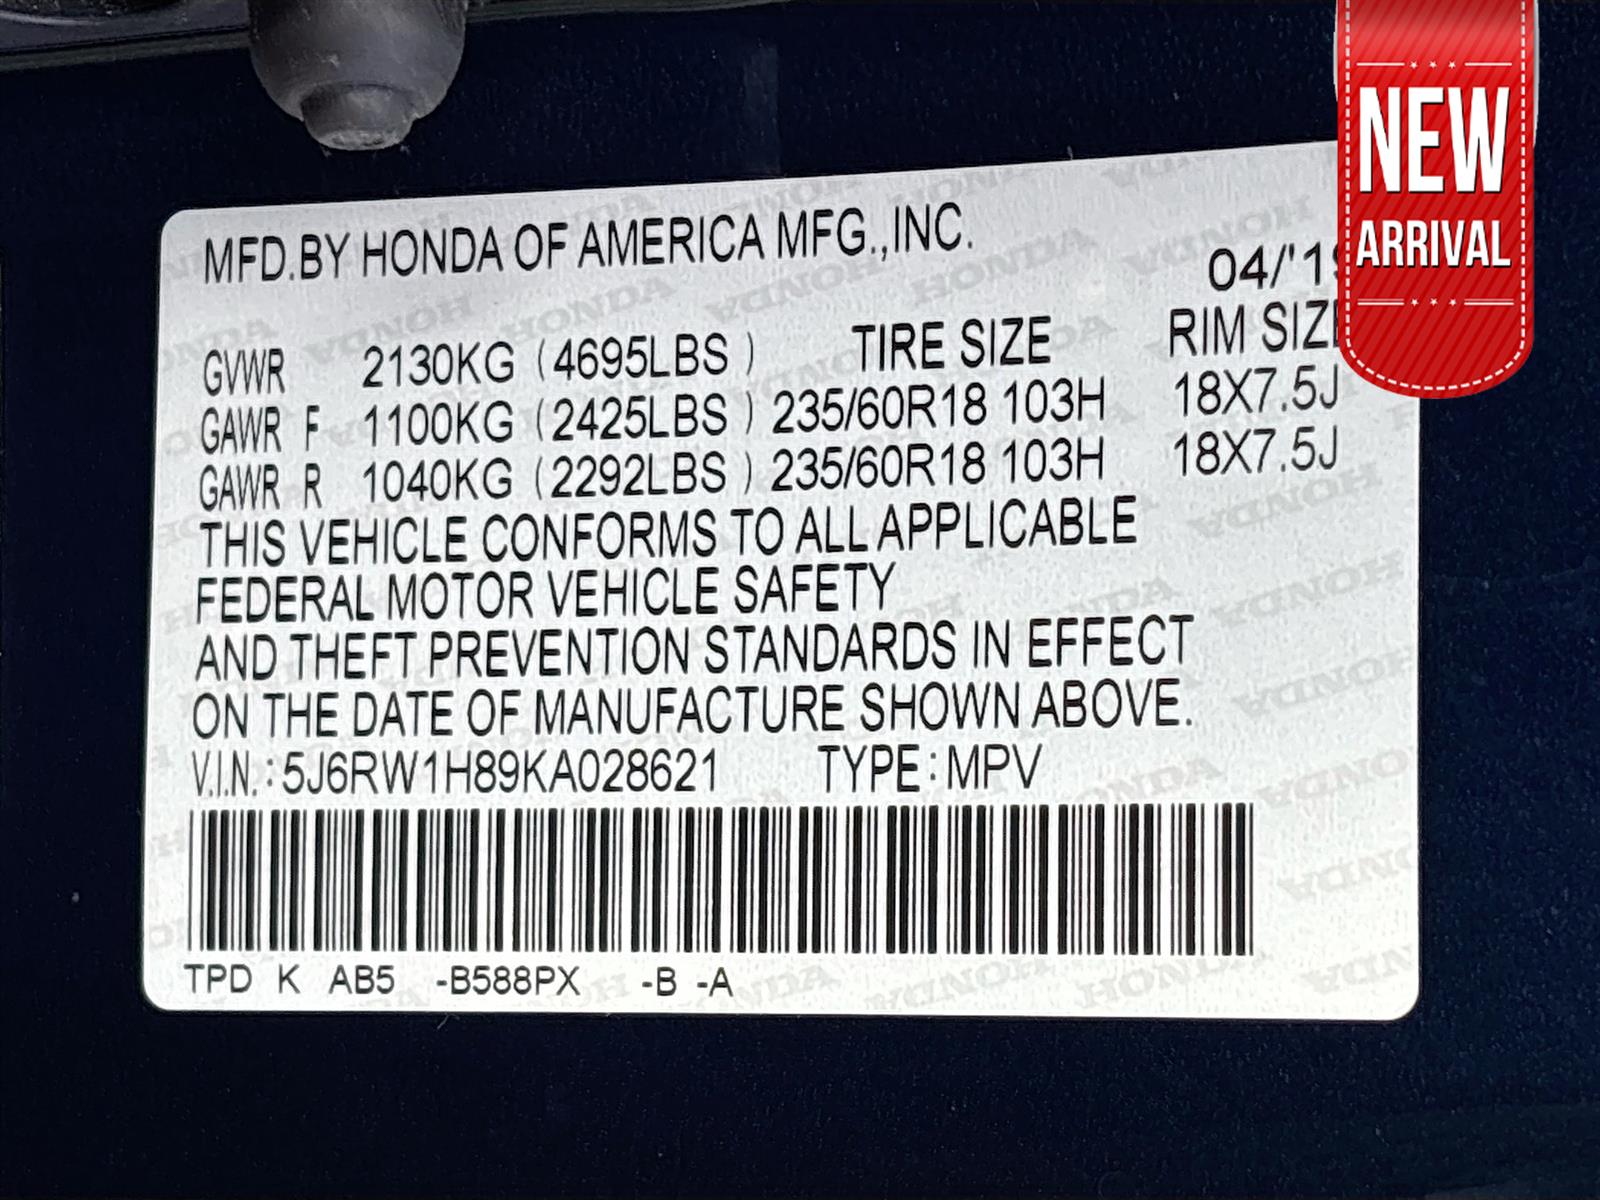 NEW
ARRIVAL
MFD.BY HONDA OF AMERICA MFG.,INC.
04/'19
GVWR 2130KG (4695LBS) TIRE SIZE RIM SIZE
GAWR F 1100KG (2425LBS) 235/60R18 103H 18X7.5J
GAWR R 1040KG (2292LBS) 235/60R18 103H 18X7.5J
THIS VEHICLE CONFORMS TO ALL APPLICABLE
FEDERAL MOTOR VEHICLE SAFETY
AND THEFT PREVENTION STANDARDS IN EFFECT
ON THE DATE OF MANUFACTURE SHOWN ABOVE.
V.I.N.: 5J6RW1H89KA028621 TYPE: MPV
TPD K AB5 -B588PX -B -A